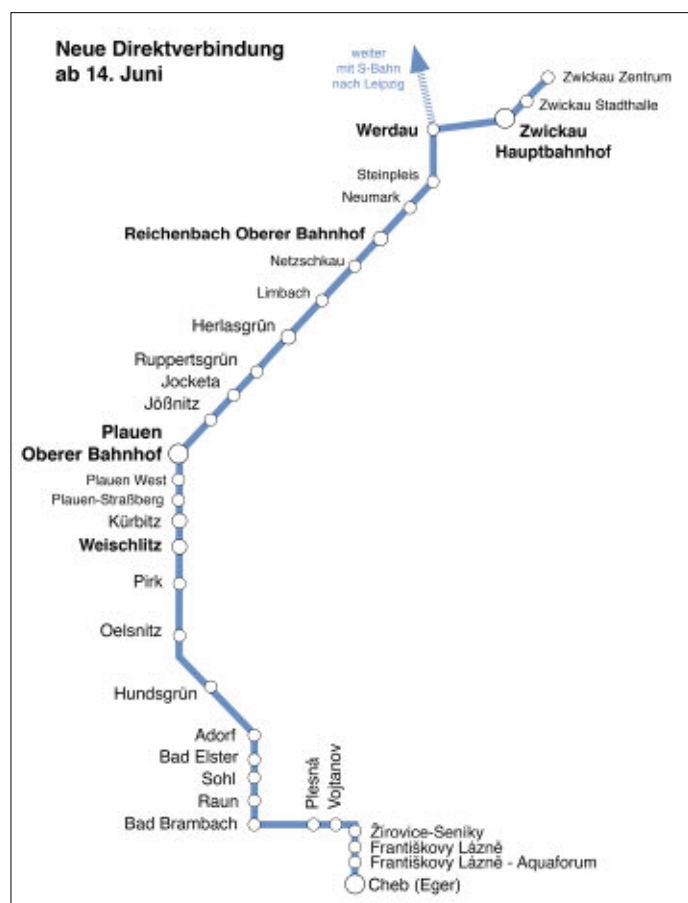 Neue Direktverbindung
ab 14. Juni
weiter
mit S-Bahn
nach Leipzig
Zwickau Zentrum
Zwickau Stadthalle
Werdau
Zwickau
Hauptbahnhof
Steinpleis
Neumark
Reichenbach Oberer Bahnhof
Netzschkau
Limbach
Herlasgrün
Ruppertsgrün
Jocketa
Jößnitz
Plauen
Oberer Bahnhof
Plauen West
Plauen-Straßberg
Kürbitz
Weischlitz
Pirk
Oelsnitz
Hundsgrün
Adorf
Bad Elster
Sohl
Raun
Bad Brambach
Plesná
Vojtanov
Žirovice-Seníky
Františkovy Lázně
Františkovy Lázně - Aquaforum
Cheb (Eger)